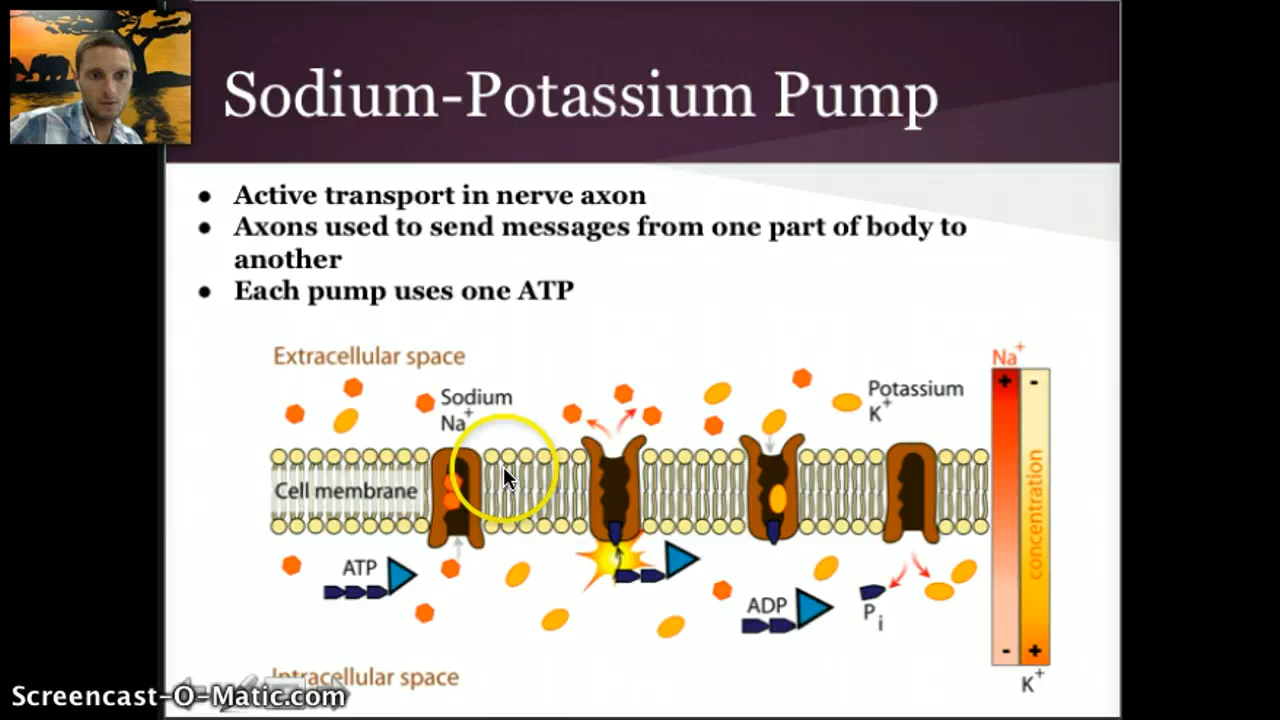 Sodium-Potassium Pump
● Active transport in nerve axon
● Axons used to send messages from one part of body to
another
● Each pump uses one ATP
Extracellular space
Sodium
Na+
Potassium
K+
Na+
+ -
Cell membrane
concentration
ATP
ADP
Pi
- +
K+
Intracellular space
Screencast-O-Matic.com